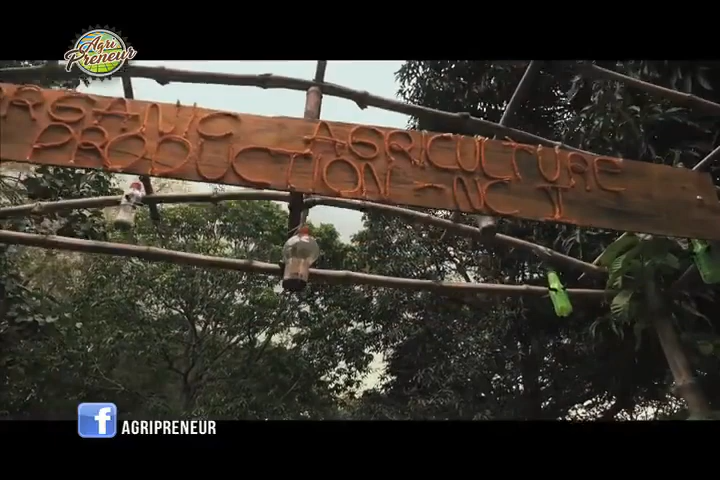 Agri
Preneur
ORGANIC AGRICULTURE
PRODUCTION - NC II
f AGRIPRENEUR